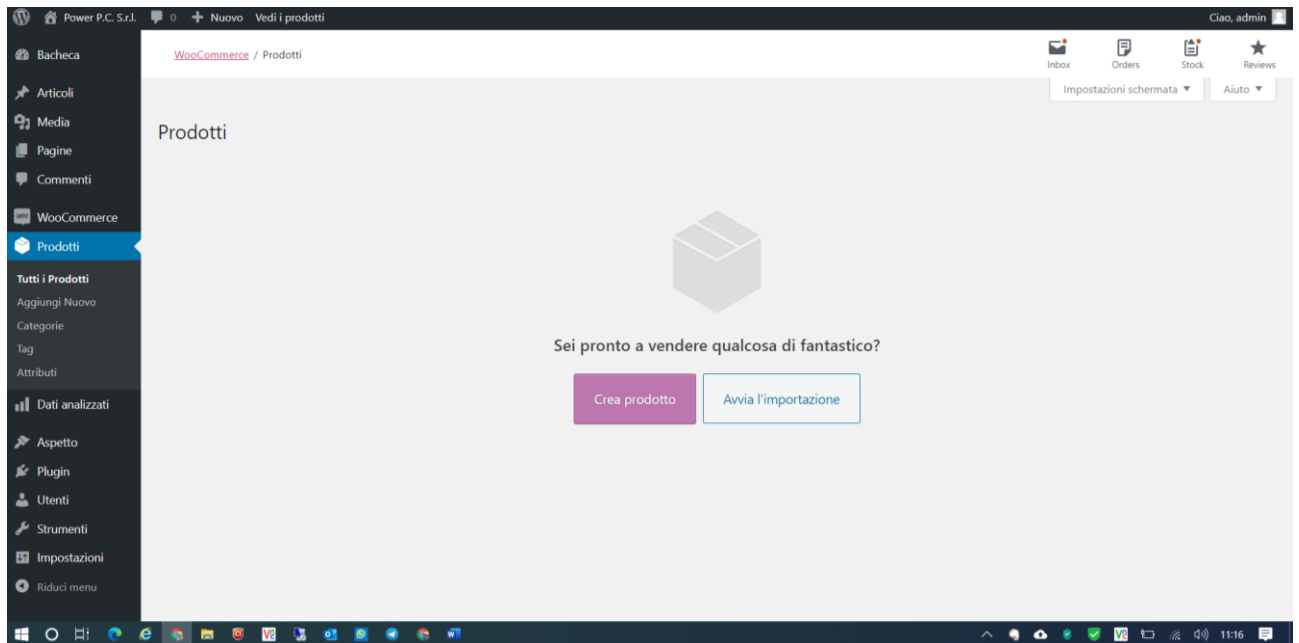 Power P.C. S.r.l. 0 Nuovo Vedi i prodotti Ciao, admin
Bacheca
Articoli
Media
Pagine
Commenti
WooCommerce
Prodotti
Tutti i Prodotti
Aggiungi Nuovo
Categorie
Tag
Attributi
Dati analizzati
Aspetto
Plugin
Utenti
Strumenti
Impostazioni
Riduci menu
WooCommerce / Prodotti
Inbox Orders Stock Reviews
Impostazioni schermata ▼ Aiuto ▼
Prodotti
Sei pronto a vendere qualcosa di fantastico?
Crea prodotto Avvia l'importazione
11:16